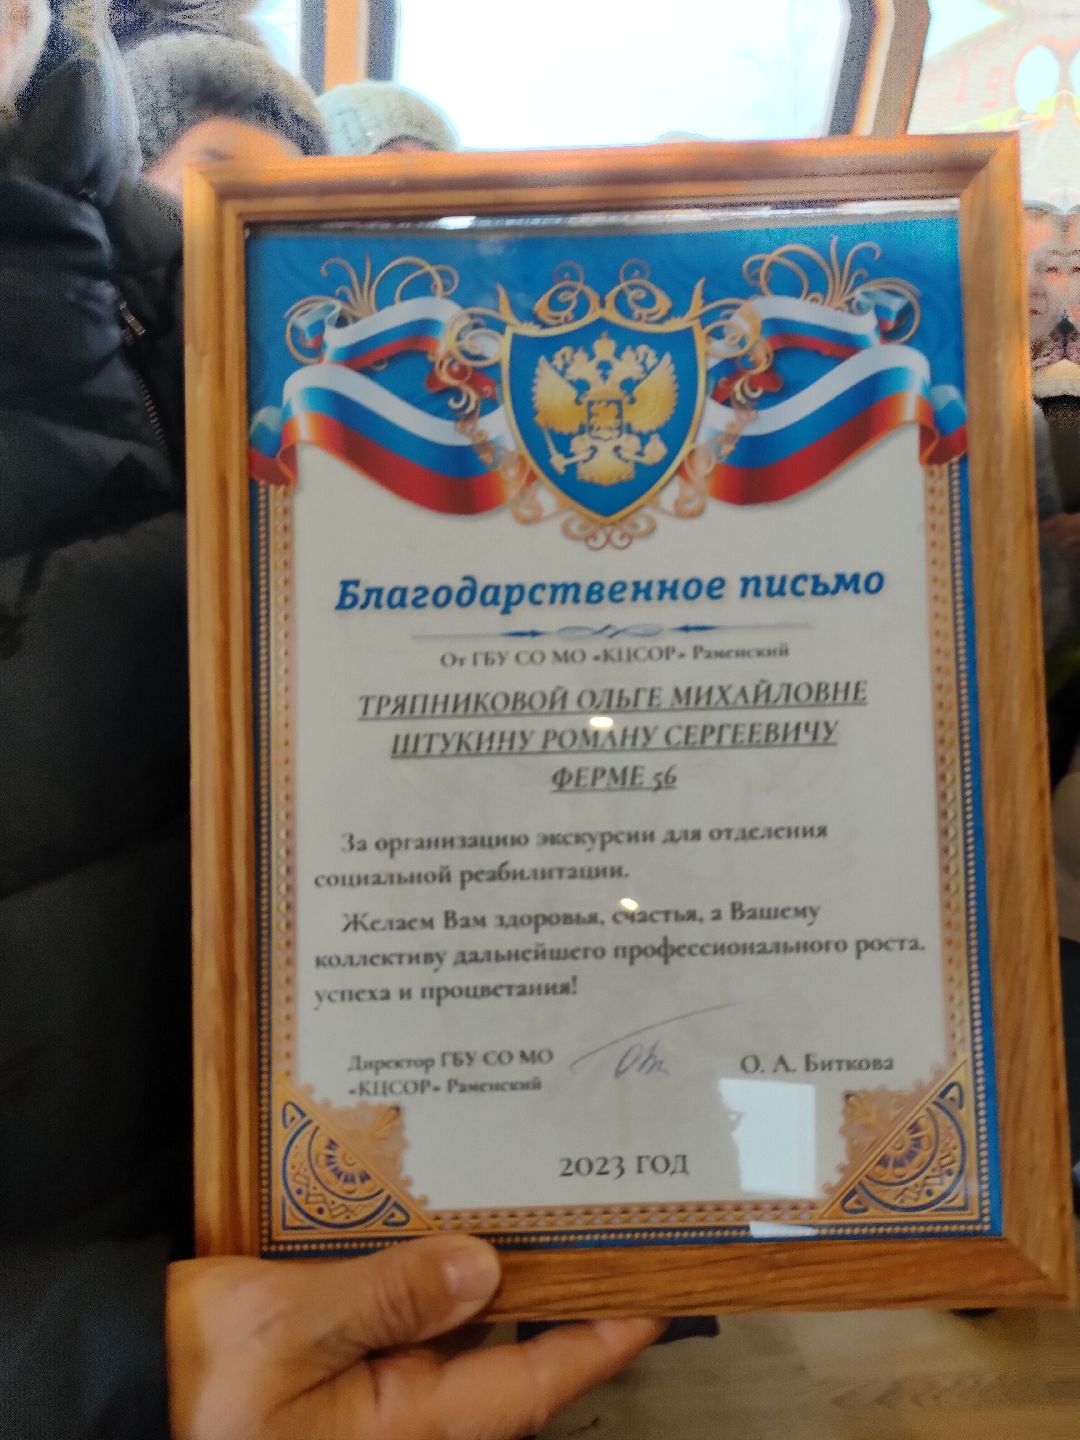 Благодарственное письмо
От ГБУ СО МО «КЦСОР» Раменский
ТРЯПНИКОВОЙ ОЛЬГЕ МИХАЙЛОВНЕ
ШТУКИНУ РОМАНУ СЕРГЕЕВИЧУ
ФЕРМЕ 56
За организацию экскурсии для отделения
социальной реабилитации.
Желаем Вам здоровья, счастья, а Вашему
коллективу дальнейшего профессионального роста,
успеха и процветания!
Директор ГБУ СО МО
«КЦСОР» Раменский
О. А. Биткова
2023 ГОД